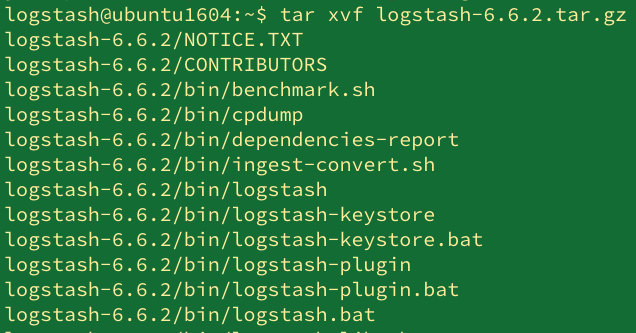 logstash@ubuntu1604:~$ tar xvf logstash-6.6.2.tar.gz
logstash-6.6.2/NOTICE.TXT
logstash-6.6.2/CONTRIBUTORS
logstash-6.6.2/bin/benchmark.sh
logstash-6.6.2/bin/cpdump
logstash-6.6.2/bin/dependencies-report
logstash-6.6.2/bin/ingest-convert.sh
logstash-6.6.2/bin/logstash
logstash-6.6.2/bin/logstash-keystore
logstash-6.6.2/bin/logstash-keystore.bat
logstash-6.6.2/bin/logstash-plugin
logstash-6.6.2/bin/logstash-plugin.bat
logstash-6.6.2/bin/logstash.bat